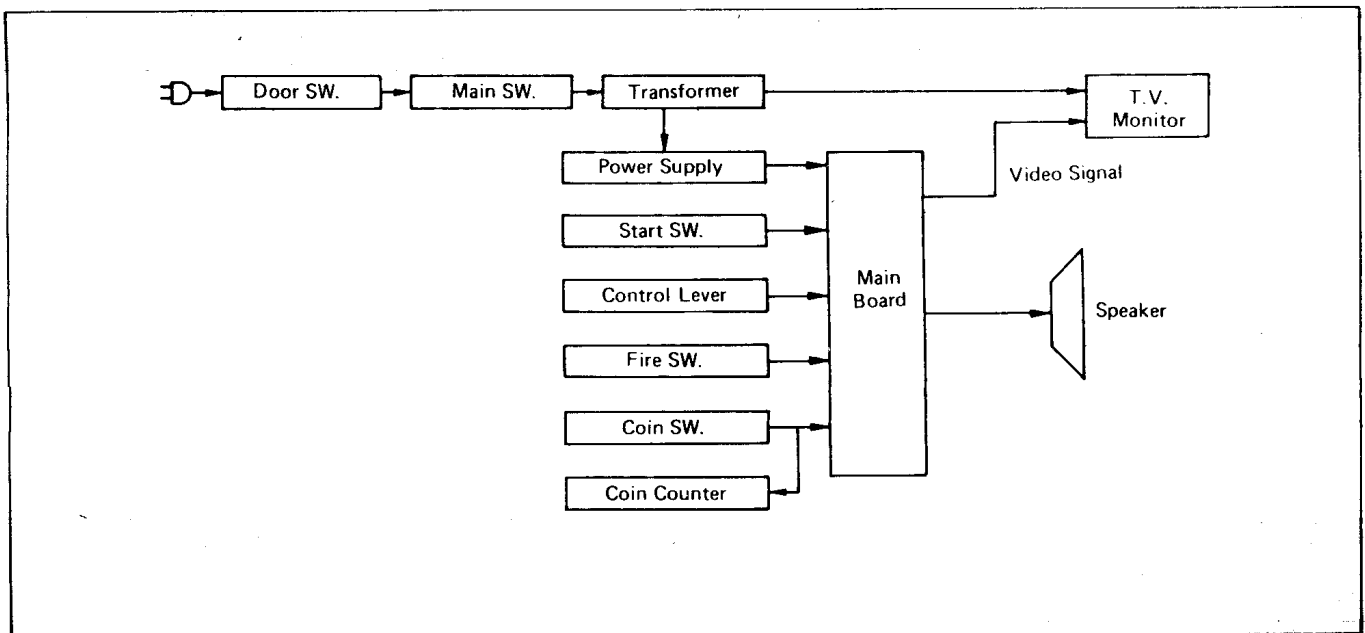 Door SW.
Main SW.
Transformer
T.V.
Monitor
Power Supply
Video Signal
Start SW.
Main
Board
Control Lever
Speaker
Fire SW.
Coin SW.
Coin Counter